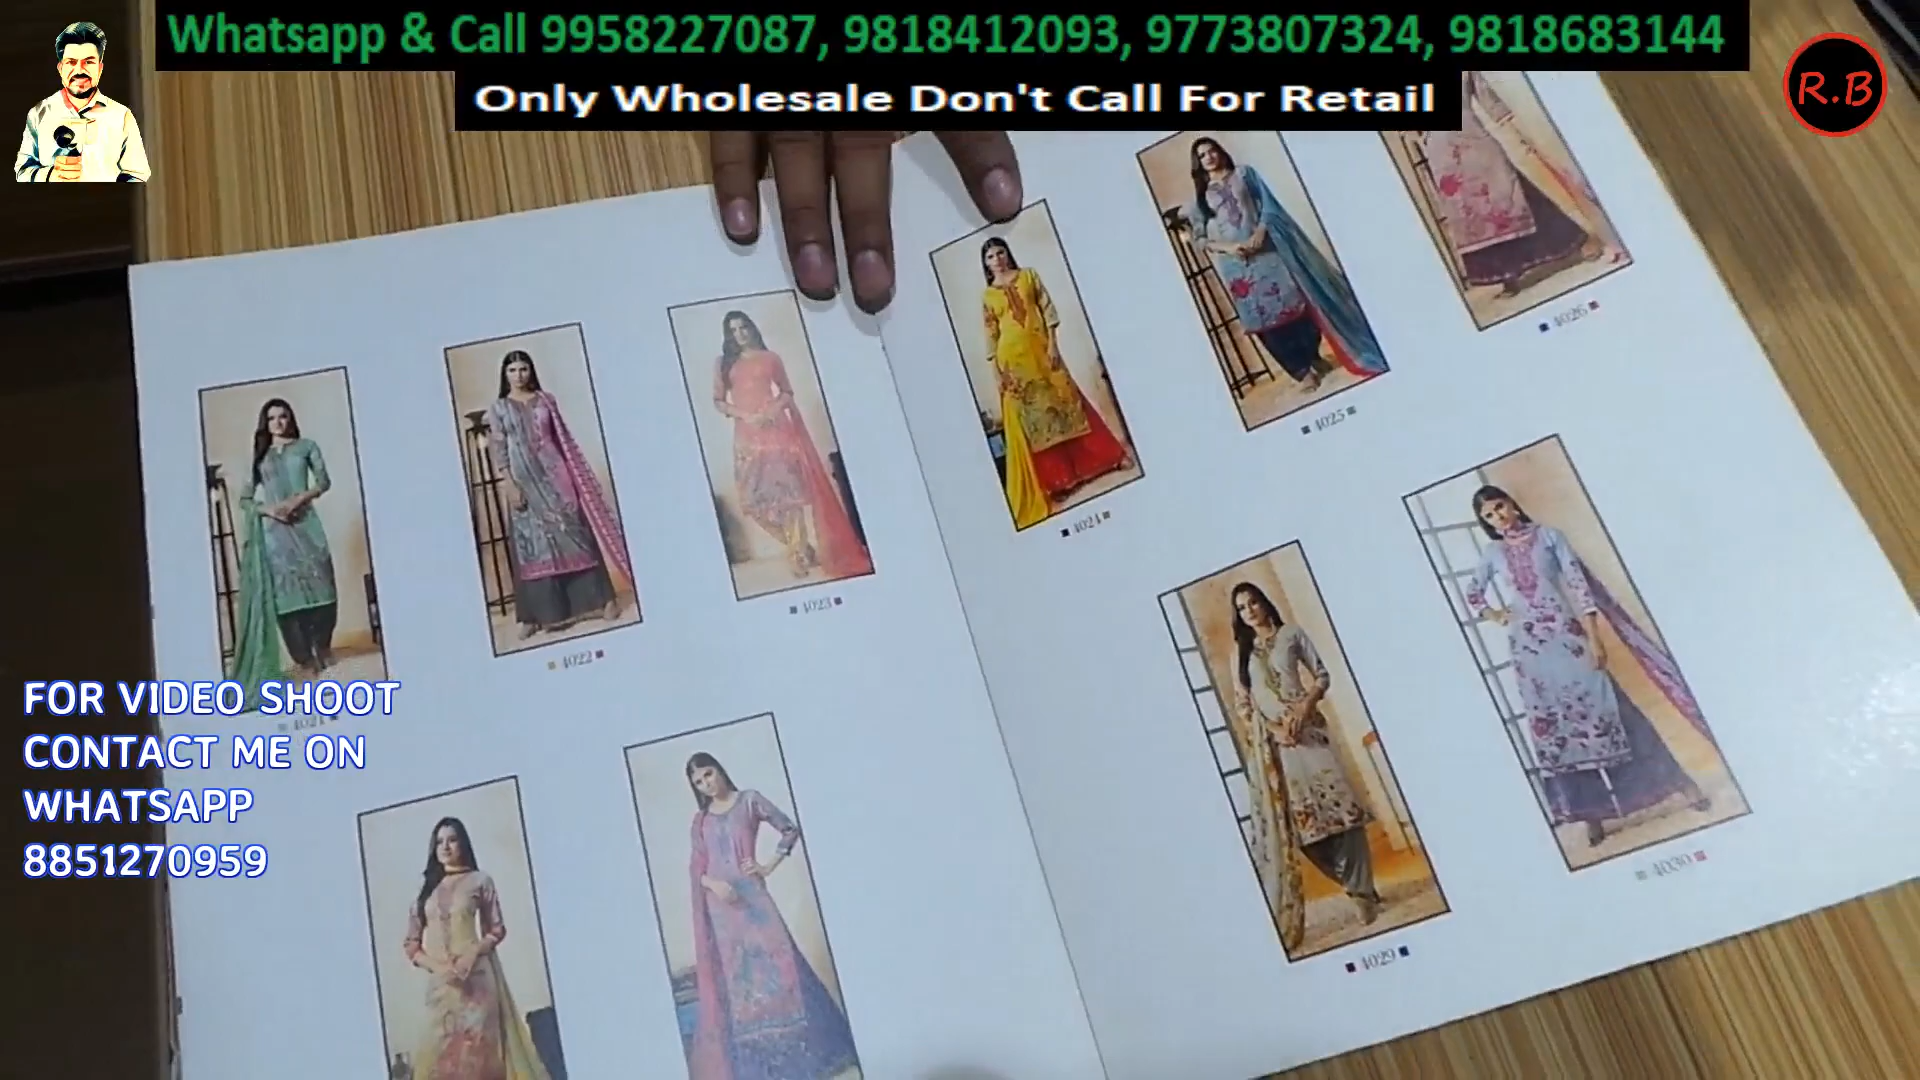 Whatsapp & Call 9958227087, 9818412093, 9773807324, 9818683144
Only Wholesale Don't Call For Retail
R.B
4026
4025
4024
4023
4022
4021
4030
4029
FOR VIDEO SHOOT
CONTACT ME ON
WHATSAPP
8851270959